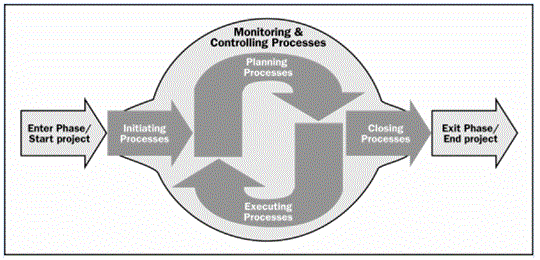 Monitoring &
Controlling Processes
Planning
Processes
Enter Phase/
Start project
Initiating
Processes
Closing
Processes
Exit Phase/
End project
Executing
Processes